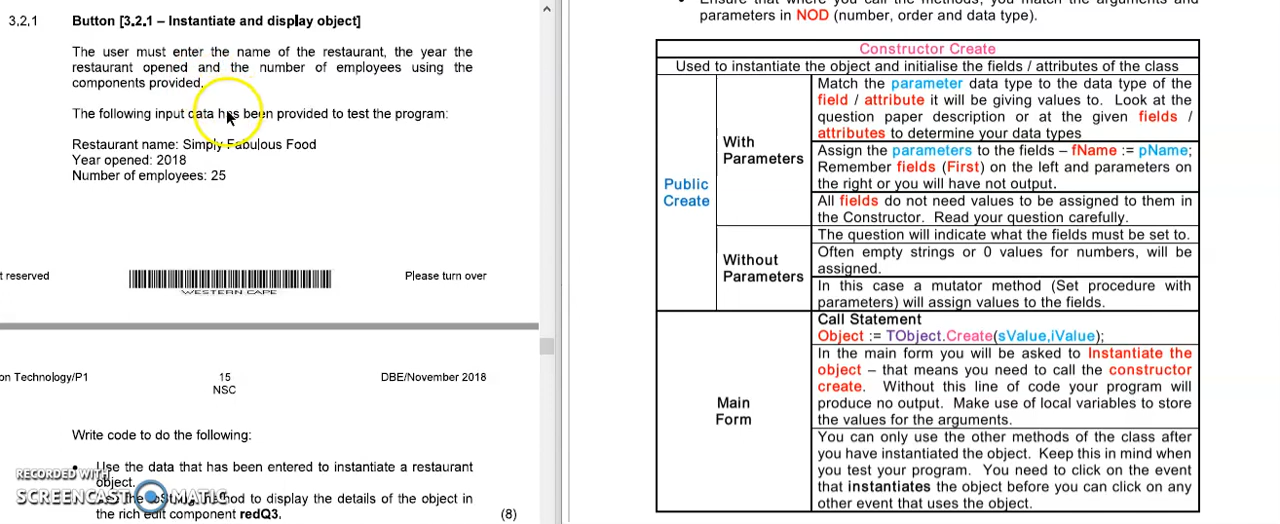 3.2.1 Button [3.2.1 – Instantiate and display object]
The user must enter the name of the restaurant, the year the
restaurant opened and the number of employees using the
components provided.
The following input data has been provided to test the program:
Restaurant name: Simply Fabulous Food
Year opened: 2018
Number of employees: 25
t reserved
Please turn over
WESTERN CAPE
on Technology/P1
15
DBE/November 2018
NSC
Write code to do the following:
• Use the data that has been entered to instantiate a restaurant
object.
method to display the details of the object in
the rich edit component redQ3. (8)
RECORDED WITH
SCREENCAST MATIC
Ensure that where you call the methods, you match the arguments and
parameters in NOD (number, order and data type).
Constructor Create
Used to instantiate the object and initialise the fields / attributes of the class
Public
Create
With
Parameters
Match the parameter data type to the data type of the
field / attribute it will be giving values to. Look at the
question paper description or at the given fields /
attributes to determine your data types
Assign the parameters to the fields – fName := pName;
Remember fields (First) on the left and parameters on
the right or you will have not output.
All fields do not need values to be assigned to them in
the Constructor. Read your question carefully.
Without
Parameters
The question will indicate what the fields must be set to.
Often empty strings or 0 values for numbers, will be
assigned.
In this case a mutator method (Set procedure with
parameters) will assign values to the fields.
Main
Form
Call Statement
Object := TObject.Create(sValue,iValue);
In the main form you will be asked to Instantiate the
object – that means you need to call the constructor
create. Without this line of code your program will
produce no output. Make use of local variables to store
the values for the arguments.
You can only use the other methods of the class after
you have instantiated the object. Keep this in mind when
you test your program. You need to click on the event
that instantiates the object before you can click on any
other event that uses the object.